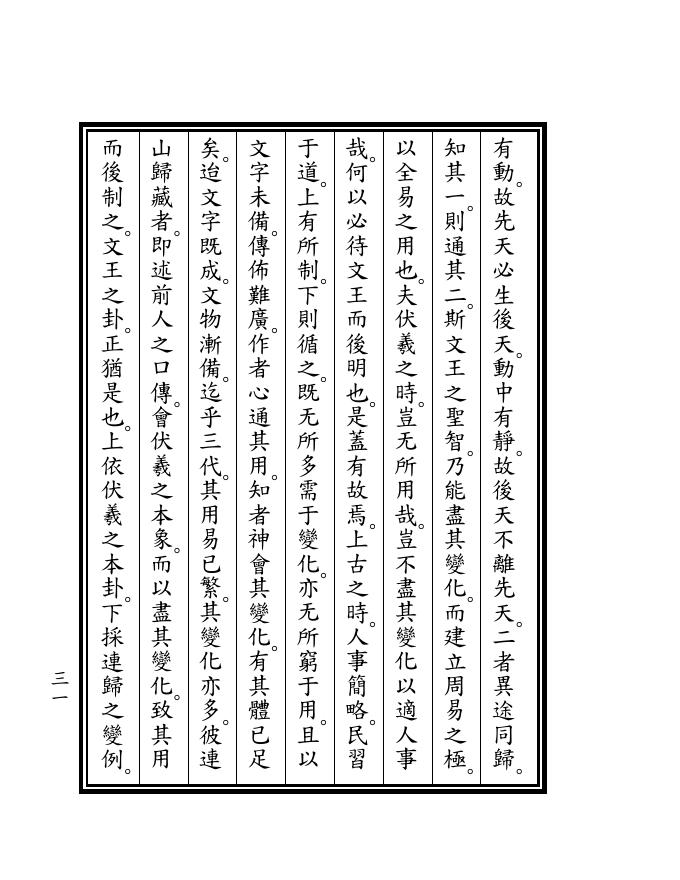 有動。故先天必生後天。動中有靜。故後天不離先天。二者異途同歸。
知其一。則通其二。斯文王之聖智。乃能盡其變化。而建立周易之極。
以全易之用也。夫伏羲之時。豈无所用哉。豈不盡其變化以適人事
哉。何以必待文王而後明也。是蓋有故焉。上古之時。人事簡略。民習
于道。上有所制。下則循之。既无所多需于變化。亦无所窮于用。且以
文字未備。傳佈難廣。作者心通其用。知者神會其變化。有其體已足
矣。迨文字既成。文物漸備。迄乎三代。其用易已繁。其變化亦多。彼連
山歸藏者。即述前人之口傳。會伏羲之本象。而以盡其變化。致其用
而後制之。文王之卦。正猶是也。上依伏羲之本卦。下採連歸之變例。
三一